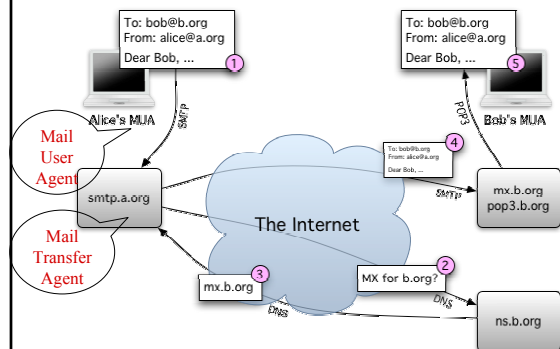 To: bob@b.org
From: alice@a.org
Dear Bob, ...
1
Alice's MUA
SMTP
Mail
User
Agent
smtp.a.org
Mail
Transfer
Agent
To: bob@b.org
From: alice@a.org
Dear Bob, ...
5
Bob's MUA
POP3
4
To: bob@b.org
From: alice@a.org
Dear Bob, ...
SMTP
mx.b.org
pop3.b.org
The Internet
2
MX for b.org?
DNS
3
mx.b.org
DNS
ns.b.org